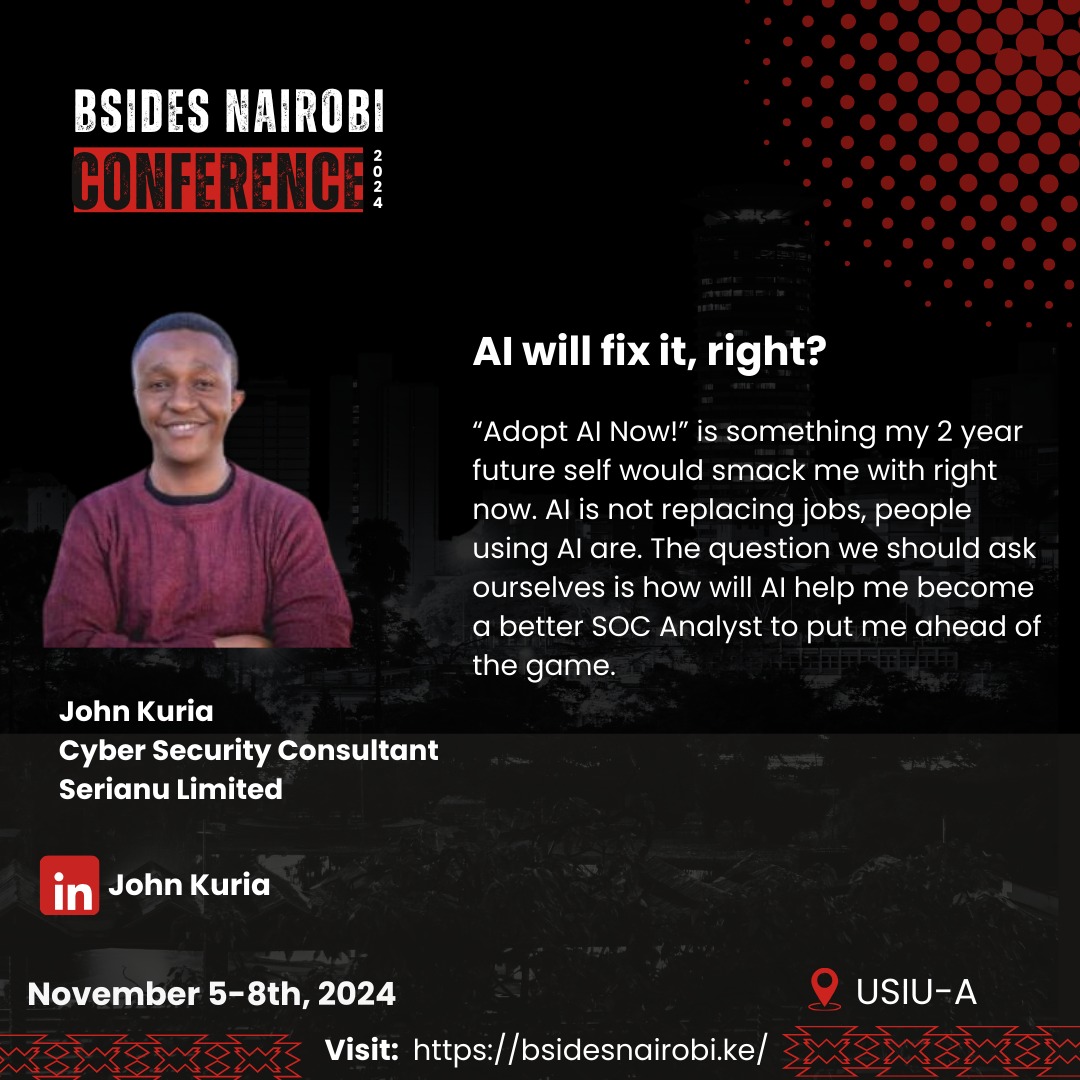 BSIDES NAIROBI
CONFERENCE
2024
AI will fix it, right?
“Adopt AI Now!” is something my 2 year
future self would smack me with right
now. AI is not replacing jobs, people
using AI are. The question we should ask
ourselves is how will AI help me become
a better SOC Analyst to put me ahead of
the game.
John Kuria
Cyber Security Consultant
Serianu Limited
in John Kuria
November 5-8th, 2024
USIU-A
Visit: https://bsidesnairobi.ke/